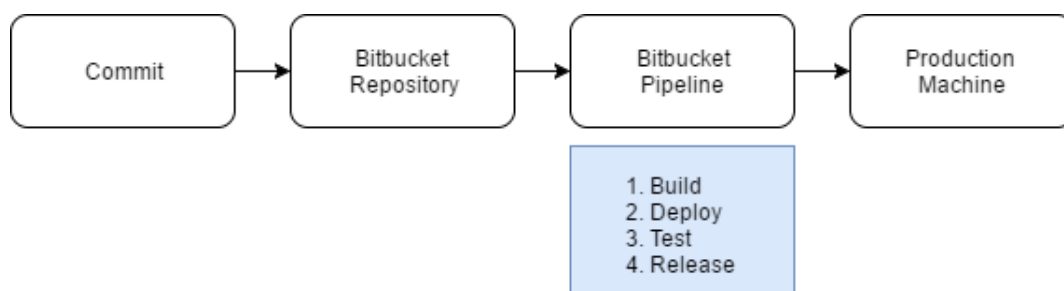 Commit
Bitbucket
Repository
Bitbucket
Pipeline
Production
Machine
1. Build
2. Deploy
3. Test
4. Release